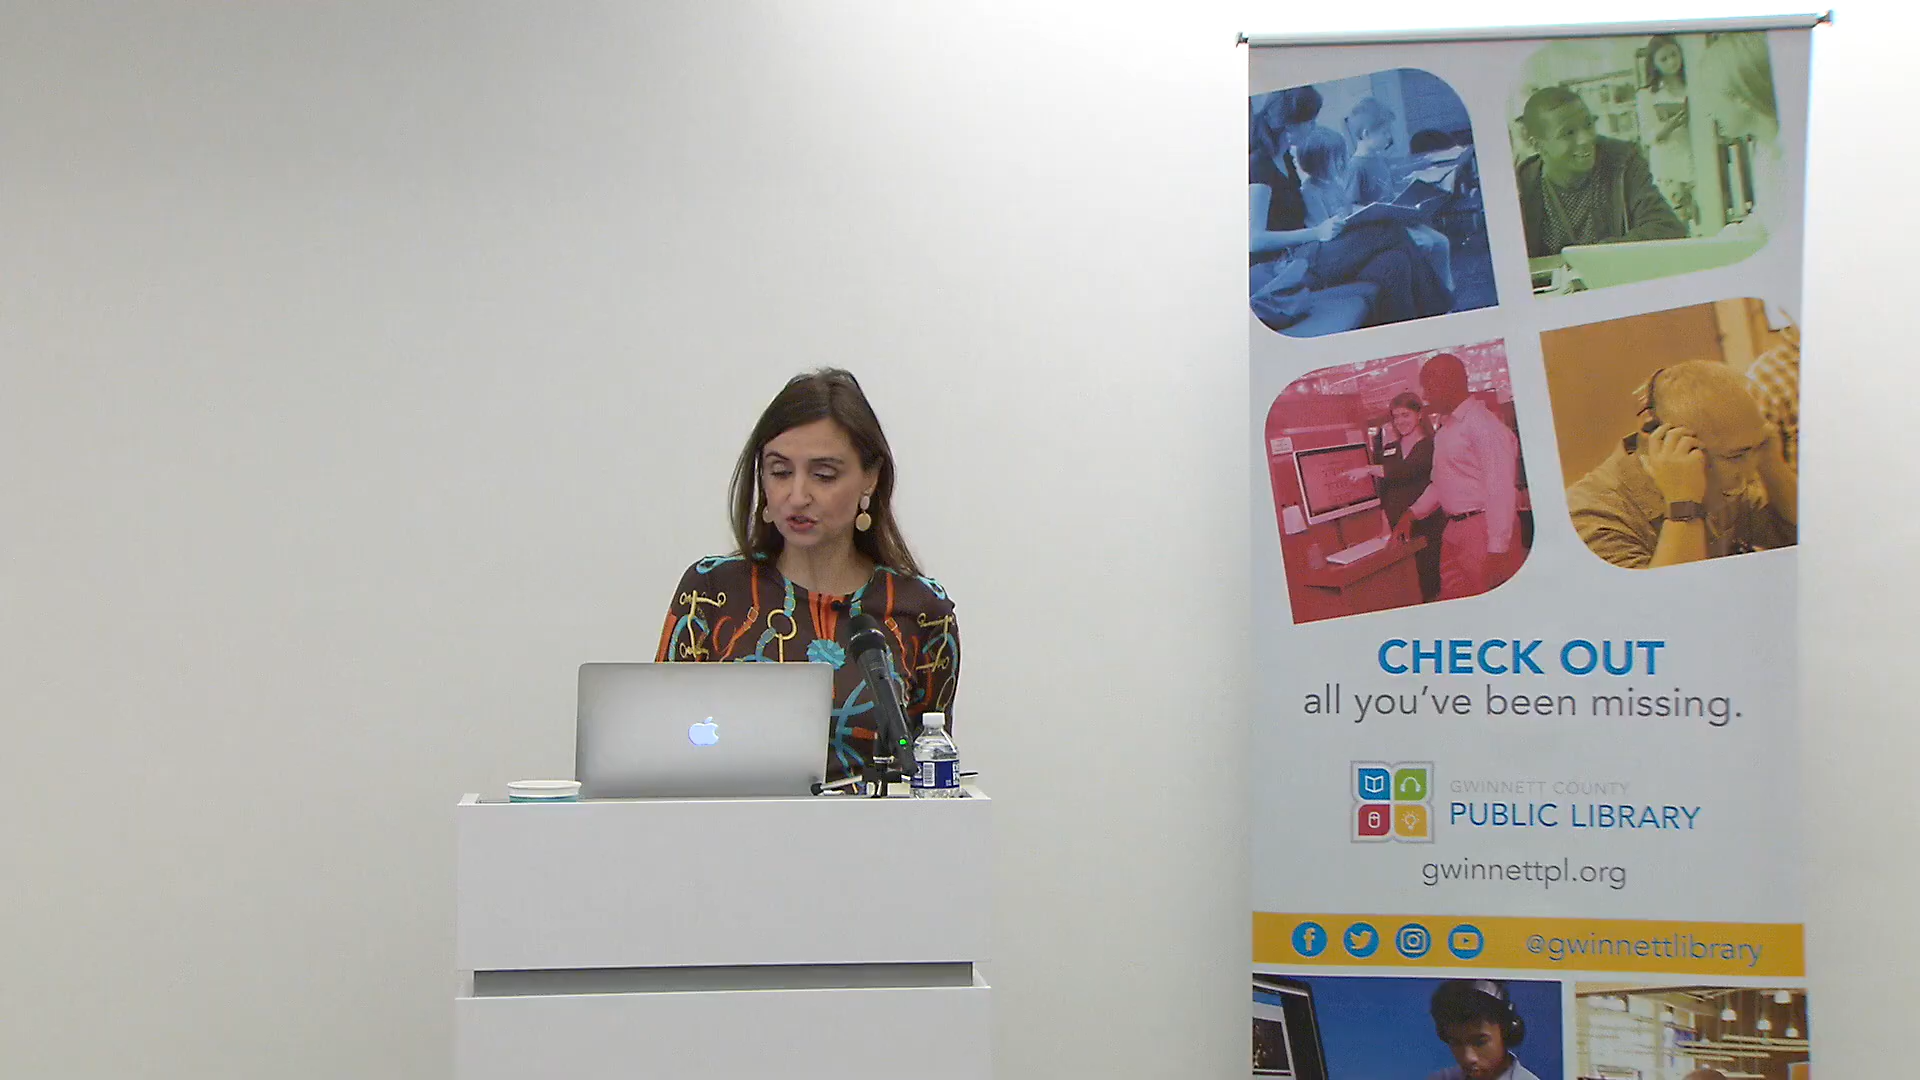 CHECK OUT
all you've been missing.
GWINNETT COUNTY
PUBLIC LIBRARY
gwinnettpl.org
@gwinnettlibrary